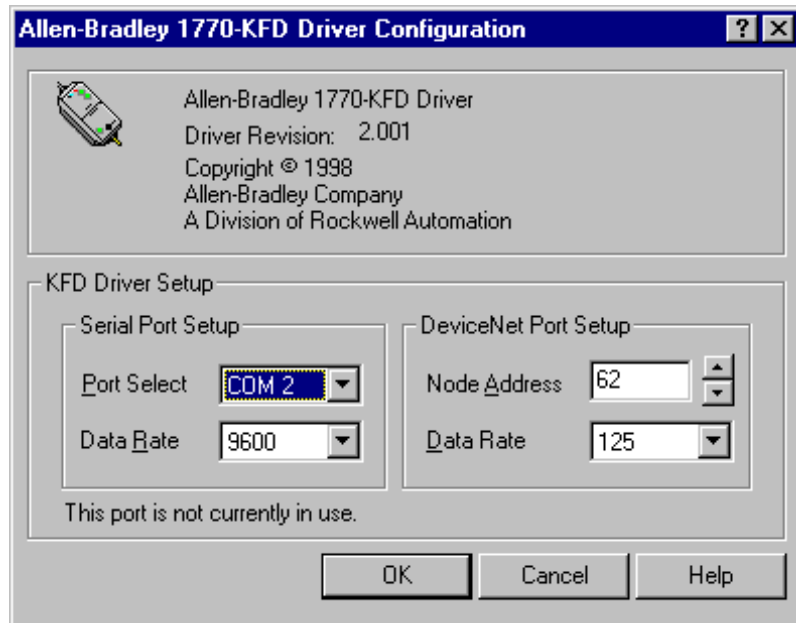 Allen-Bradley 1770-KFD Driver Configuration
Allen-Bradley 1770-KFD Driver
Driver Revision: 2.001
Copyright © 1998
Allen-Bradley Company
A Division of Rockwell Automation
KFD Driver Setup
Serial Port Setup
Port Select COM 2
Data Rate 9600
DeviceNet Port Setup
Node Address 62
Data Rate 125
This port is not currently in use.
OK Cancel Help